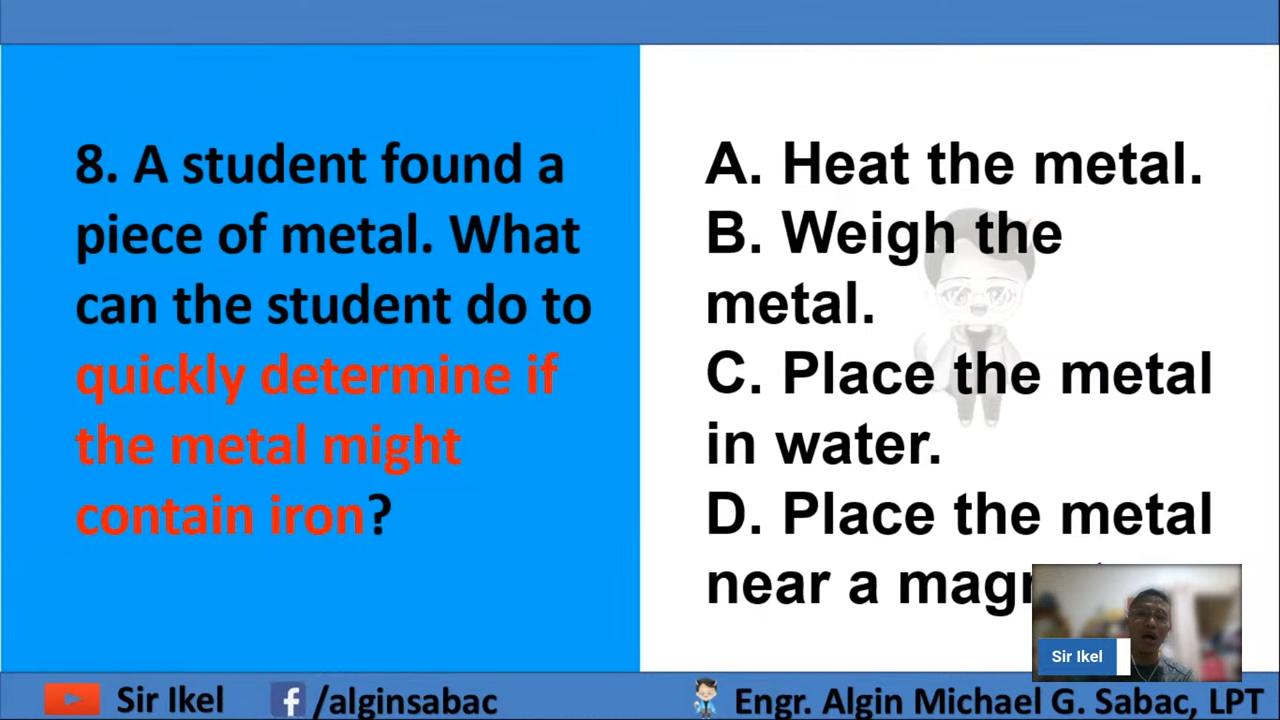 8. A student found a
piece of metal. What
can the student do to
quickly determine if
the metal might
contain iron?
A. Heat the metal.
B. Weigh the
metal.
C. Place the metal
in water.
D. Place the metal
near a
Sir Ikel
Sir Ikel
/alginsabac
Engr. Algin Michael G. Sabac, LPT